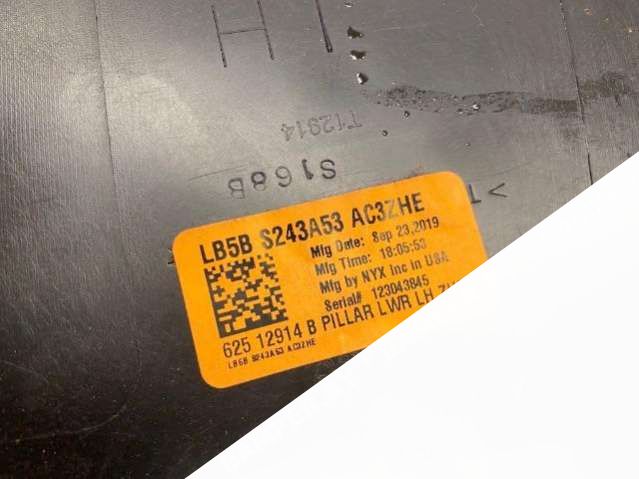 H
T12914
S168B
>T
LB5B S243A53 AC3ZHE
Mfg Date: Sep 23,2019
Mfg Time: 18:05:53
Mfg by NYX Inc in USA
Serial# 123043845
625 12914 B PILLAR LWR LH
LB5B S243A53 AC3ZHE